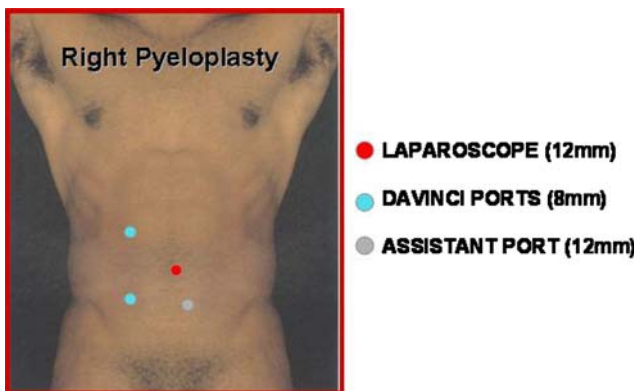 Right Pyeloplasty
LAPAROSCOPE (12mm)
DAVINCI PORTS (8mm)
ASSISTANT PORT (12mm)